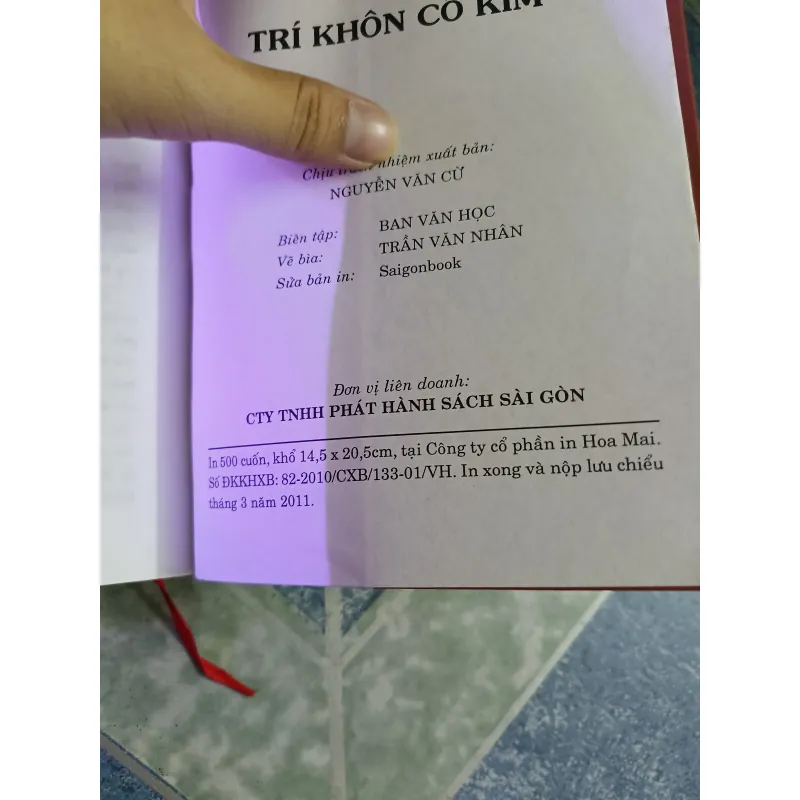 TRÍ KHÔN CỔ KIM
Chịu trách nhiệm xuất bản:
NGUYỄN VĂN CỪ
Biên tập: BAN VĂN HỌC
Vẽ bìa: TRẦN VĂN NHÂN
Sửa bản in: Saigonbook
Đơn vị liên doanh:
CTY TNHH PHÁT HÀNH SÁCH SÀI GÒN
In 500 cuốn, khổ 14,5 x 20,5cm, tại Công ty cổ phần in Hoa Mai.
Số ĐKKHXB: 82-2010/CXB/133-01/VH. In xong và nộp lưu chiểu
tháng 3 năm 2011.